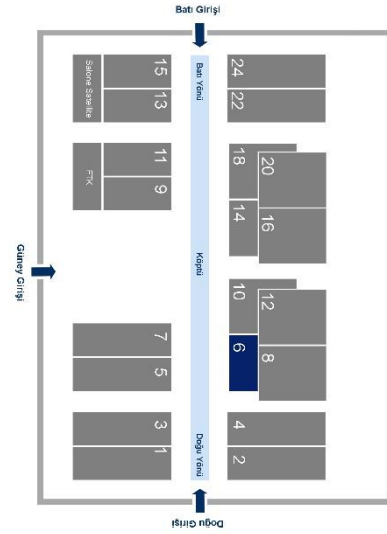 Batı Girişi
Salone Satellite
15
13
Batı Yönü
24
22
FTK
11
9
18
20
14
16
Güney Girişi
Köptü
10
12
6
8
7
5
3
1
Doğu Yönü
4
2
Doğu Girişi